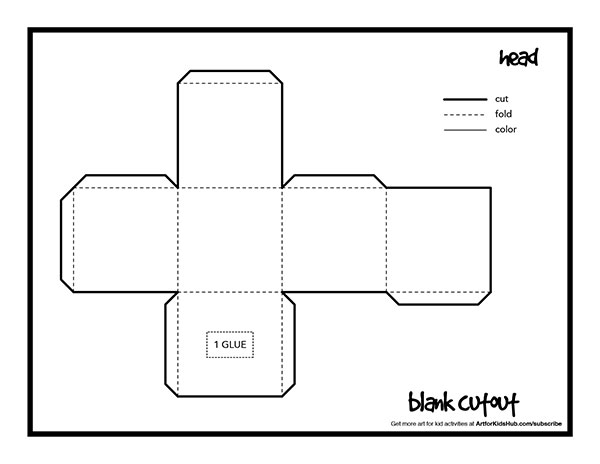 head
cut
fold
color
1 GLUE
blank cutout
Get more art for kid activities at ArtforKidsHub.com/subscribe